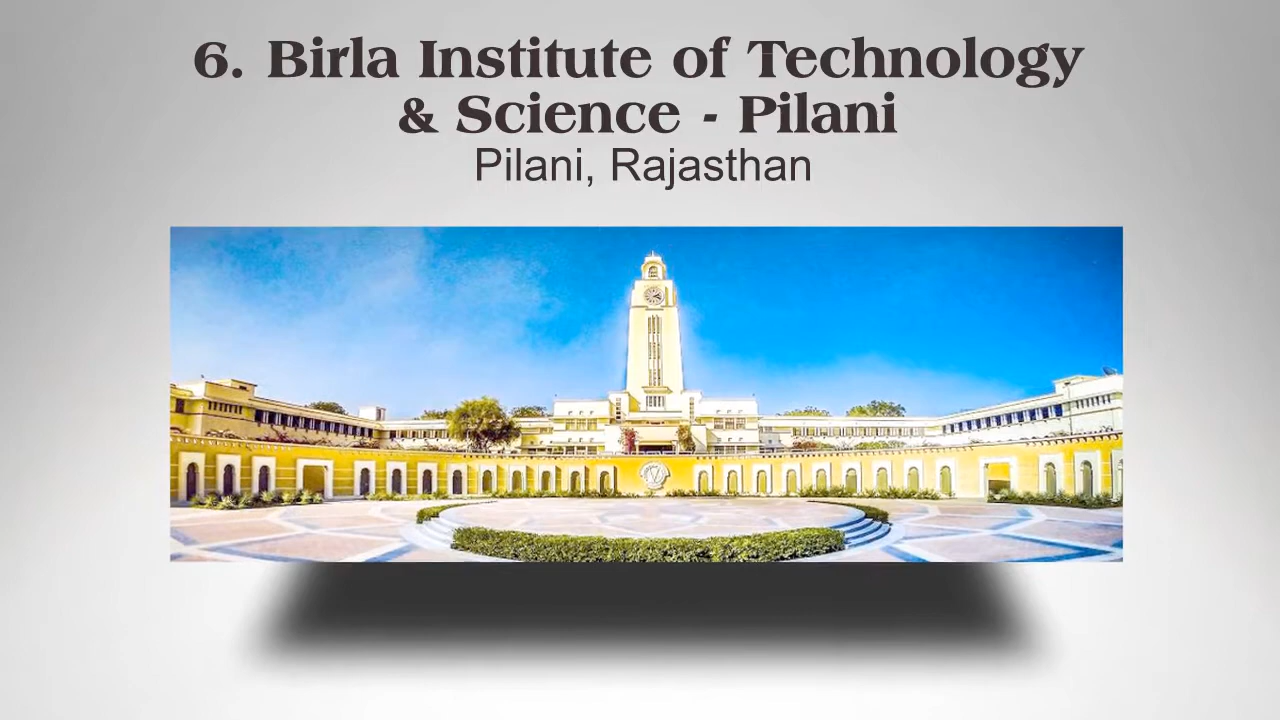 6. Birla Institute of Technology
& Science - Pilani
Pilani, Rajasthan